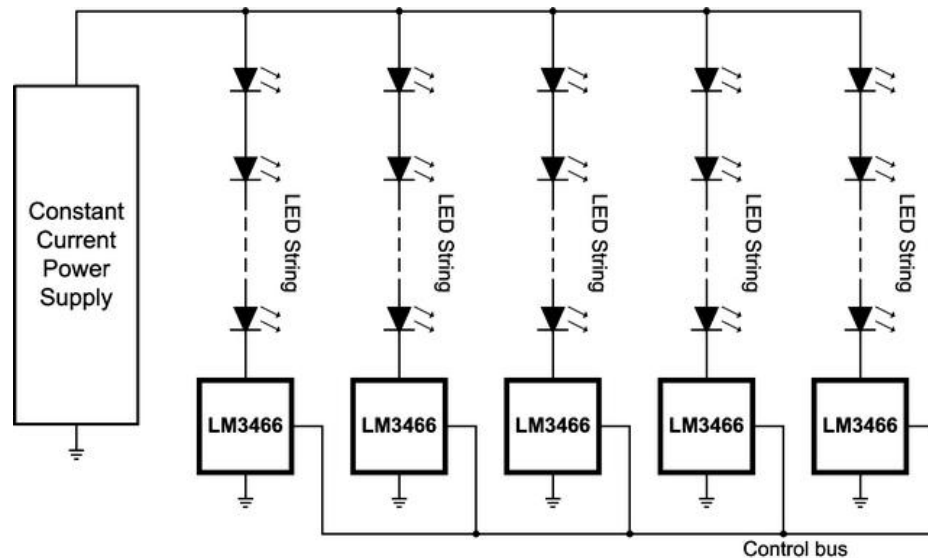 Constant
Current
Power
Supply
LED String
LED String
LED String
LED String
LED String
LM3466
LM3466
LM3466
LM3466
LM3466
Control bus